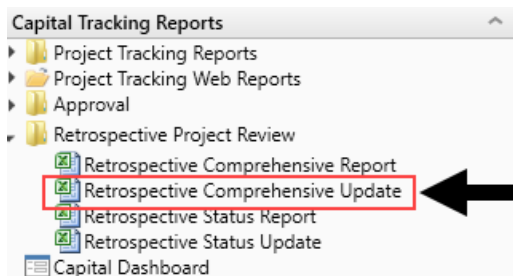 Capital Tracking Reports
Project Tracking Reports
Project Tracking Web Reports
Approval
Retrospective Project Review
Retrospective Comprehensive Report
Retrospective Comprehensive Update
Retrospective Status Report
Retrospective Status Update
Capital Dashboard